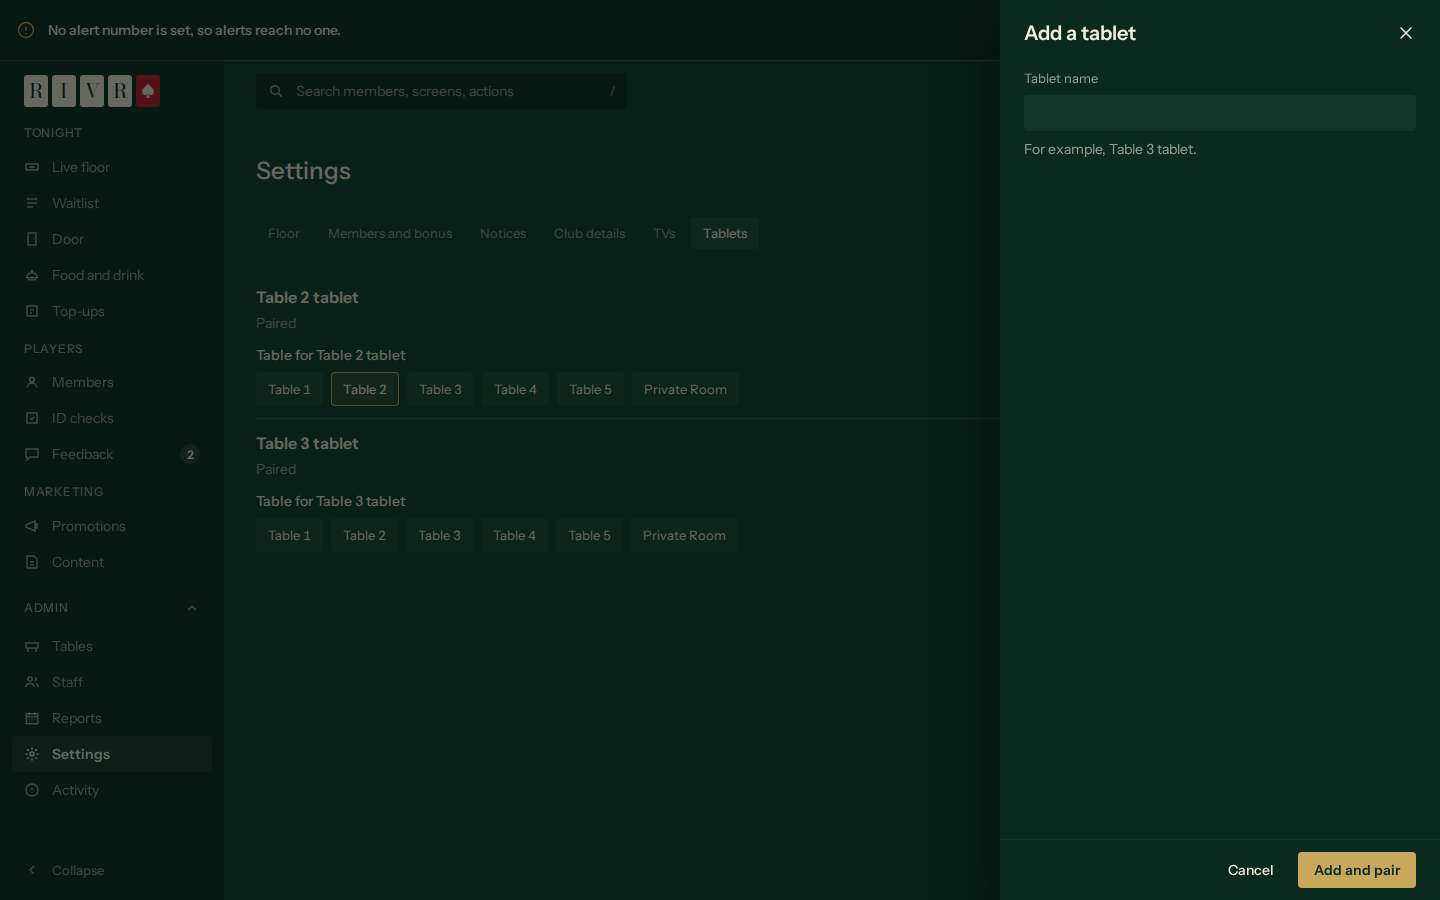 No alert number is set, so alerts reach no one.
RIVR
Search members, screens, actions /
TONIGHT
Live floor
Waitlist
Door
Food and drink
Top-ups
PLAYERS
Members
ID checks
Feedback 2
MARKETING
Promotions
Content
ADMIN
Tables
Staff
Reports
Settings
Activity
Collapse
Settings
Floor Members and bonus Notices Club details TVs Tablets
Table 2 tablet
Paired
Table for Table 2 tablet
Table 1 Table 2 Table 3 Table 4 Table 5 Private Room
Table 3 tablet
Paired
Table for Table 3 tablet
Table 1 Table 2 Table 3 Table 4 Table 5 Private Room
Add a tablet
Tablet name
For example, Table 3 tablet.
Cancel Add and pair